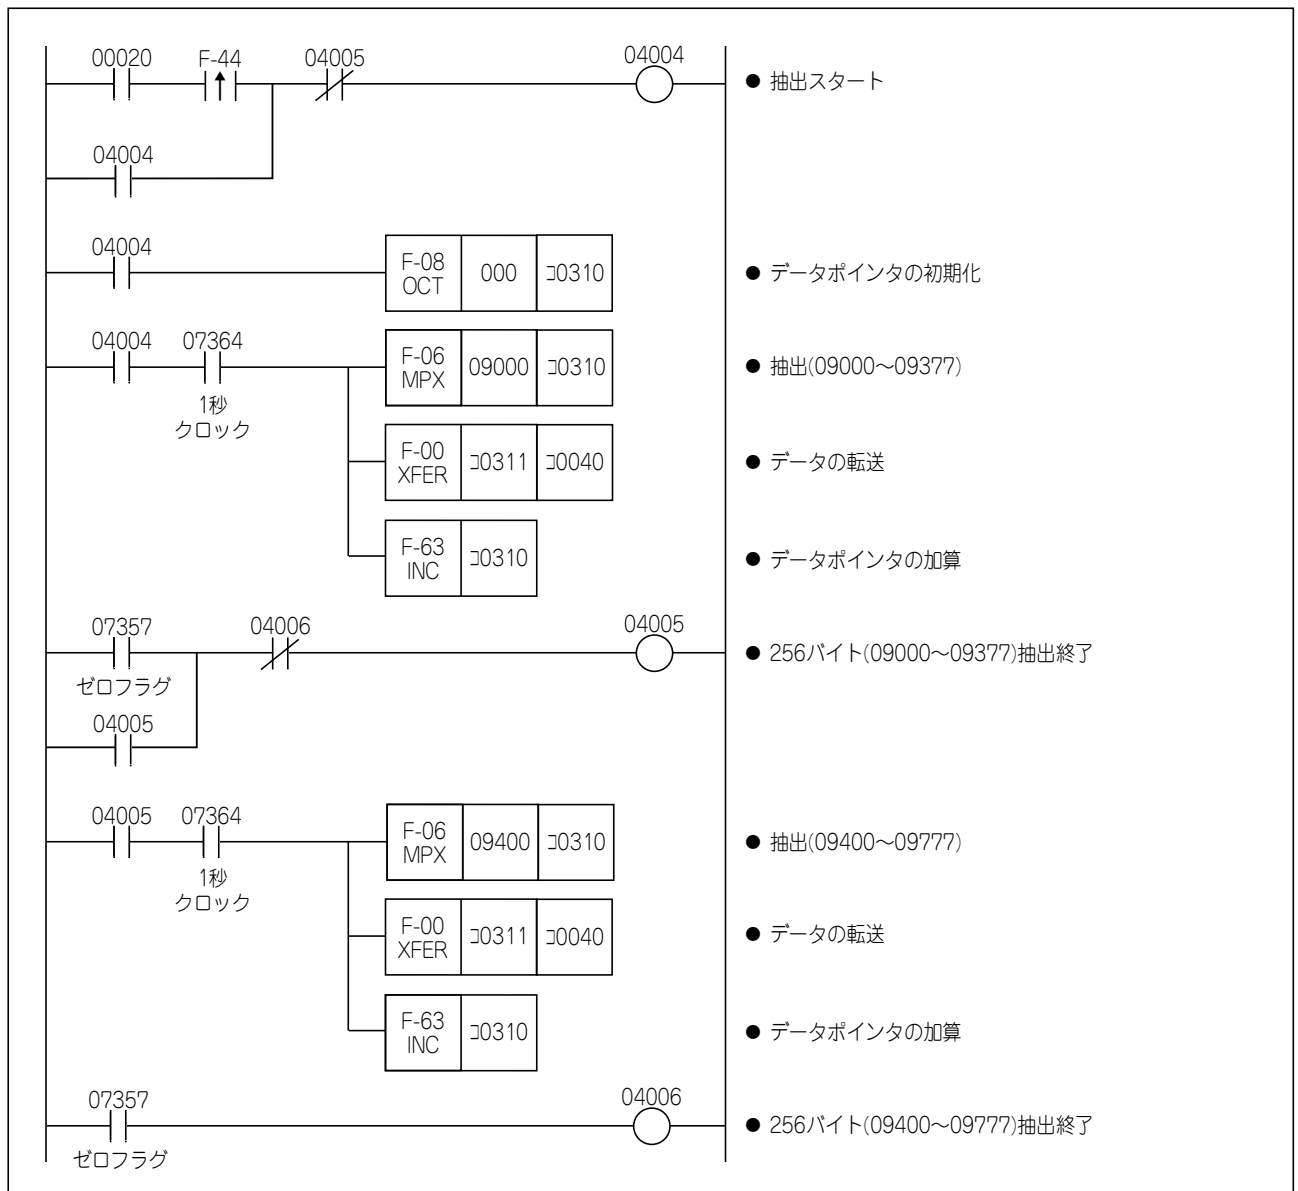 00020 F-44 04005 04004
● 抽出スタート
04004
04004
F-08 OCT 000 ｺ0310
● データポインタの初期化
04004 07364
1秒
クロック
F-06 MPX 09000 ｺ0310
● 抽出(09000～09377)
F-00 XFER ｺ0311 ｺ0040
● データの転送
F-63 INC ｺ0310
● データポインタの加算
07357 04006 04005
ゼロフラグ
● 256バイト(09000～09377)抽出終了
04005
04005 07364
1秒
クロック
F-06 MPX 09400 ｺ0310
● 抽出(09400～09777)
F-00 XFER ｺ0311 ｺ0040
● データの転送
F-63 INC ｺ0310
● データポインタの加算
07357 04006
ゼロフラグ
● 256バイト(09400～09777)抽出終了